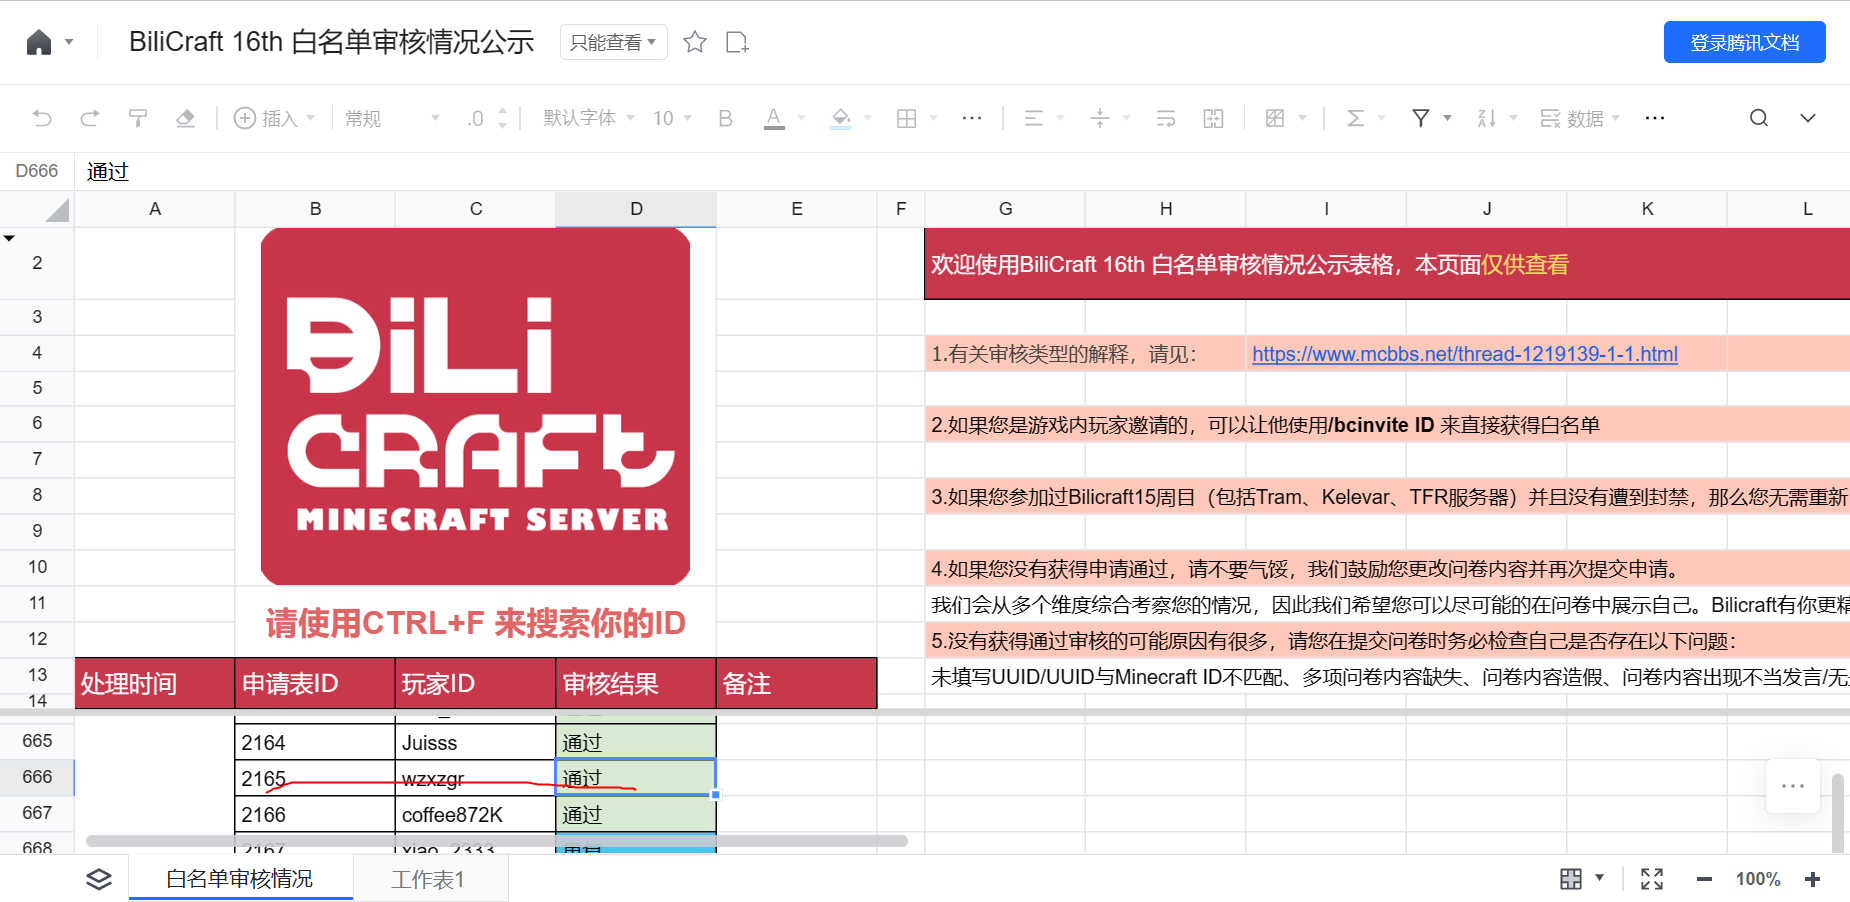 BiliCraft 16th 白名单审核情况公示 只能查看 登录腾讯文档
插入 常规 .0 默认字体 10 B A 数据
D666 通过
A B C D E F G H I J K L
2 欢迎使用BiliCraft 16th 白名单审核情况公示表格，本页面仅供查看
BiLi
CRAFt
MINECRAFT SERVER
3
4 1.有关审核类型的解释，请见： https://www.mcbbs.net/thread-1219139-1-1.html
5
6 2.如果您是游戏内玩家邀请的，可以让他使用/bcinvite ID 来直接获得白名单
7
8 3.如果您参加过Bilicraft15周目（包括Tram、Kelevar、TFR服务器）并且没有遭到封禁，那么您无需重新
9
10 4.如果您没有获得申请通过，请不要气馁，我们鼓励您更改问卷内容并再次提交申请。
11 我们会从多个维度综合考察您的情况，因此我们希望您可以尽可能的在问卷中展示自己。Bilicraft有你更精
请使用CTRL+F 来搜索你的ID
12 5.没有获得通过审核的可能原因有很多，请您在提交问卷时务必检查自己是否存在以下问题：
13 处理时间 申请表ID 玩家ID 审核结果 备注 未填写UUID/UUID与Minecraft ID不匹配、多项问卷内容缺失、问卷内容造假、问卷内容出现不当发言/无
14
665 2164 Juisss 通过
666 2165 wzxzgr 通过
667 2166 coffee872K 通过
668 2167 xiao_2333
白名单审核情况 工作表1 100%